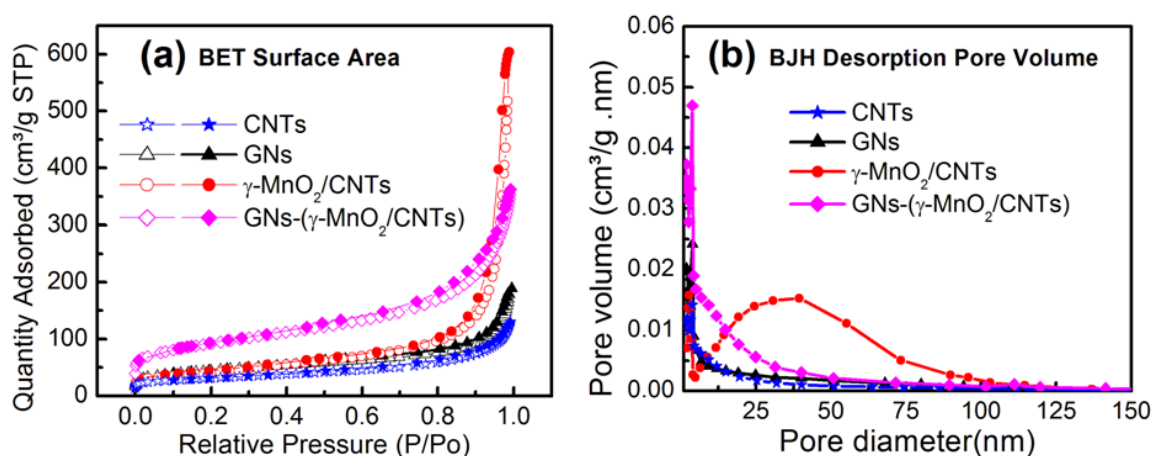 (a) BET Surface Area
CNTs
GNs
γ-MnO₂/CNTs
GNs-(γ-MnO₂/CNTs)
Quantity Adsorbed (cm³/g STP)
600
500
400
300
200
100
0
0.0 0.2 0.4 0.6 0.8 1.0
Relative Pressure (P/Po)
(b) BJH Desorption Pore Volume
CNTs
GNs
γ-MnO₂/CNTs
GNs-(γ-MnO₂/CNTs)
Pore volume (cm³/g .nm)
0.06
0.05
0.04
0.03
0.02
0.01
0.00
25 50 75 100 125 150
Pore diameter(nm)